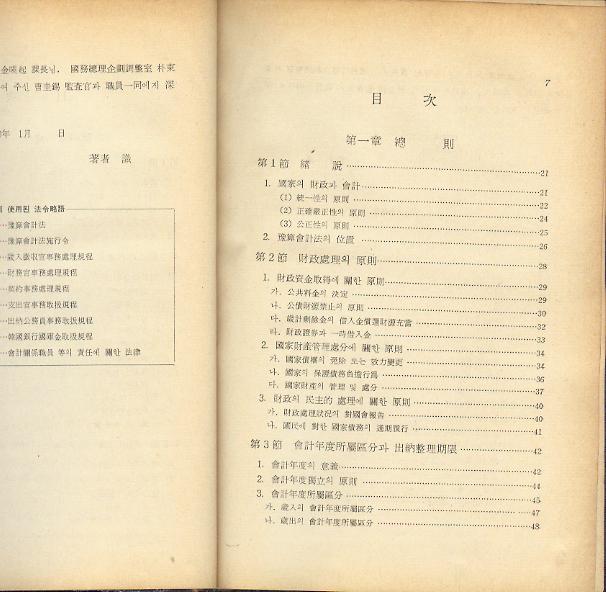 課長님, 國務總理企劃調整室 朴東
여 주신 曺圭錫 監査官과 職員一同에게 深
年 1月 日
著者 識
使用된 法令略語
豫算會計法
豫算會計法施行令
歲入徵收官事務處理規程
財務官事務處理規程
契約事務處理規程
支出官事務取扱規程
出納公務員事務取扱規程
韓國銀行國庫金取扱規程
會計關係職員 等의 責任에 關한 法律
7
目 次
第一章 總 則
第1節 緖 說 21
1. 國家의 財政과 會計 21
(1) 統一性의 原則 22
(2) 正確嚴正性의 原則 24
(3) 公正性의 原則 25
2. 豫算會計法의 位置 26
第2節 財政處理의 原則 28
1. 財政資金取得에 關한 原則 29
가. 公共料金의 決定 29
나. 公債財源禁止의 原則 30
다. 歲計剩餘金의 借入金償還財源充當 32
라. 財政證券과 一時借入金 33
2. 國家財産管理處分에 關한 原則 34
가. 國家債權의 免除 또는 效力變更 34
나. 國家의 保證債務負擔行爲 36
다. 國家財産의 管理 및 處分 37
3. 財政의 民主的 處理에 關한 原則 40
가. 財政處理狀況의 對國會報告 40
나. 國民에 對한 國家債務의 適期履行 41
第3節 會計年度所屬區分과 出納整理期限 42
1. 會計年度의 意義 42
2. 會計年度獨立의 原則 44
3. 會計年度所屬區分 45
가. 歲入의 會計年度所屬區分 47
나. 歲出의 會計年度所屬區分 48